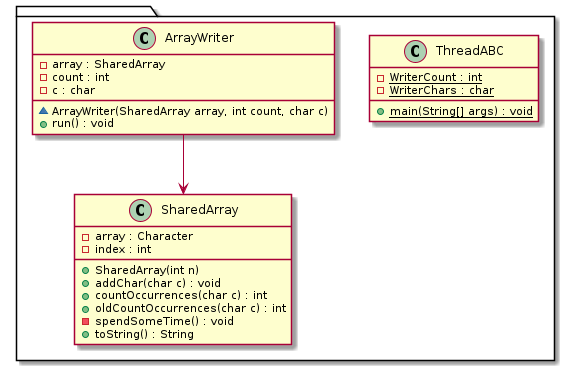 C ArrayWriter
array : SharedArray
count : int
c : char
ArrayWriter(SharedArray array, int count, char c)
run() : void
C ThreadABC
WriterCount : int
WriterChars : char
main(String[] args) : void
C SharedArray
array : Character
index : int
SharedArray(int n)
addChar(char c) : void
countOccurrences(char c) : int
oldCountOccurrences(char c) : int
spendSomeTime() : void
toString() : String